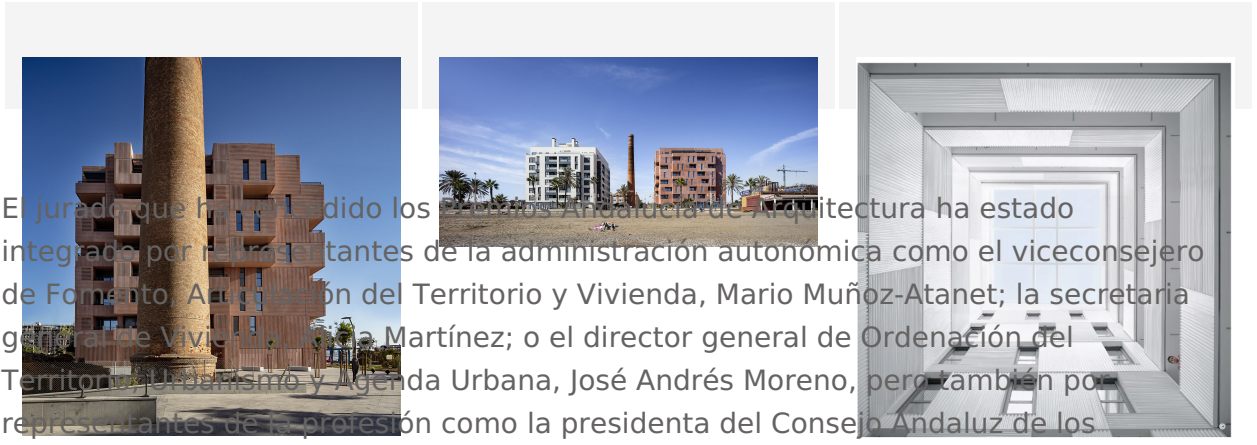 El jurado que ha concedido los Premios Andalucía de Arquitectura ha estado
integrado por representantes de la administración autonómica como el viceconsejero
de Fomento, Articulación del Territorio y Vivienda, Mario Muñoz-Atanet; la secretaria
general de Vivienda, Alicia Martínez; o el director general de Ordenación del
Territorio, Urbanismo y Agenda Urbana, José Andrés Moreno, pero también por
representantes de la profesión como la presidenta del Consejo Andaluz de los